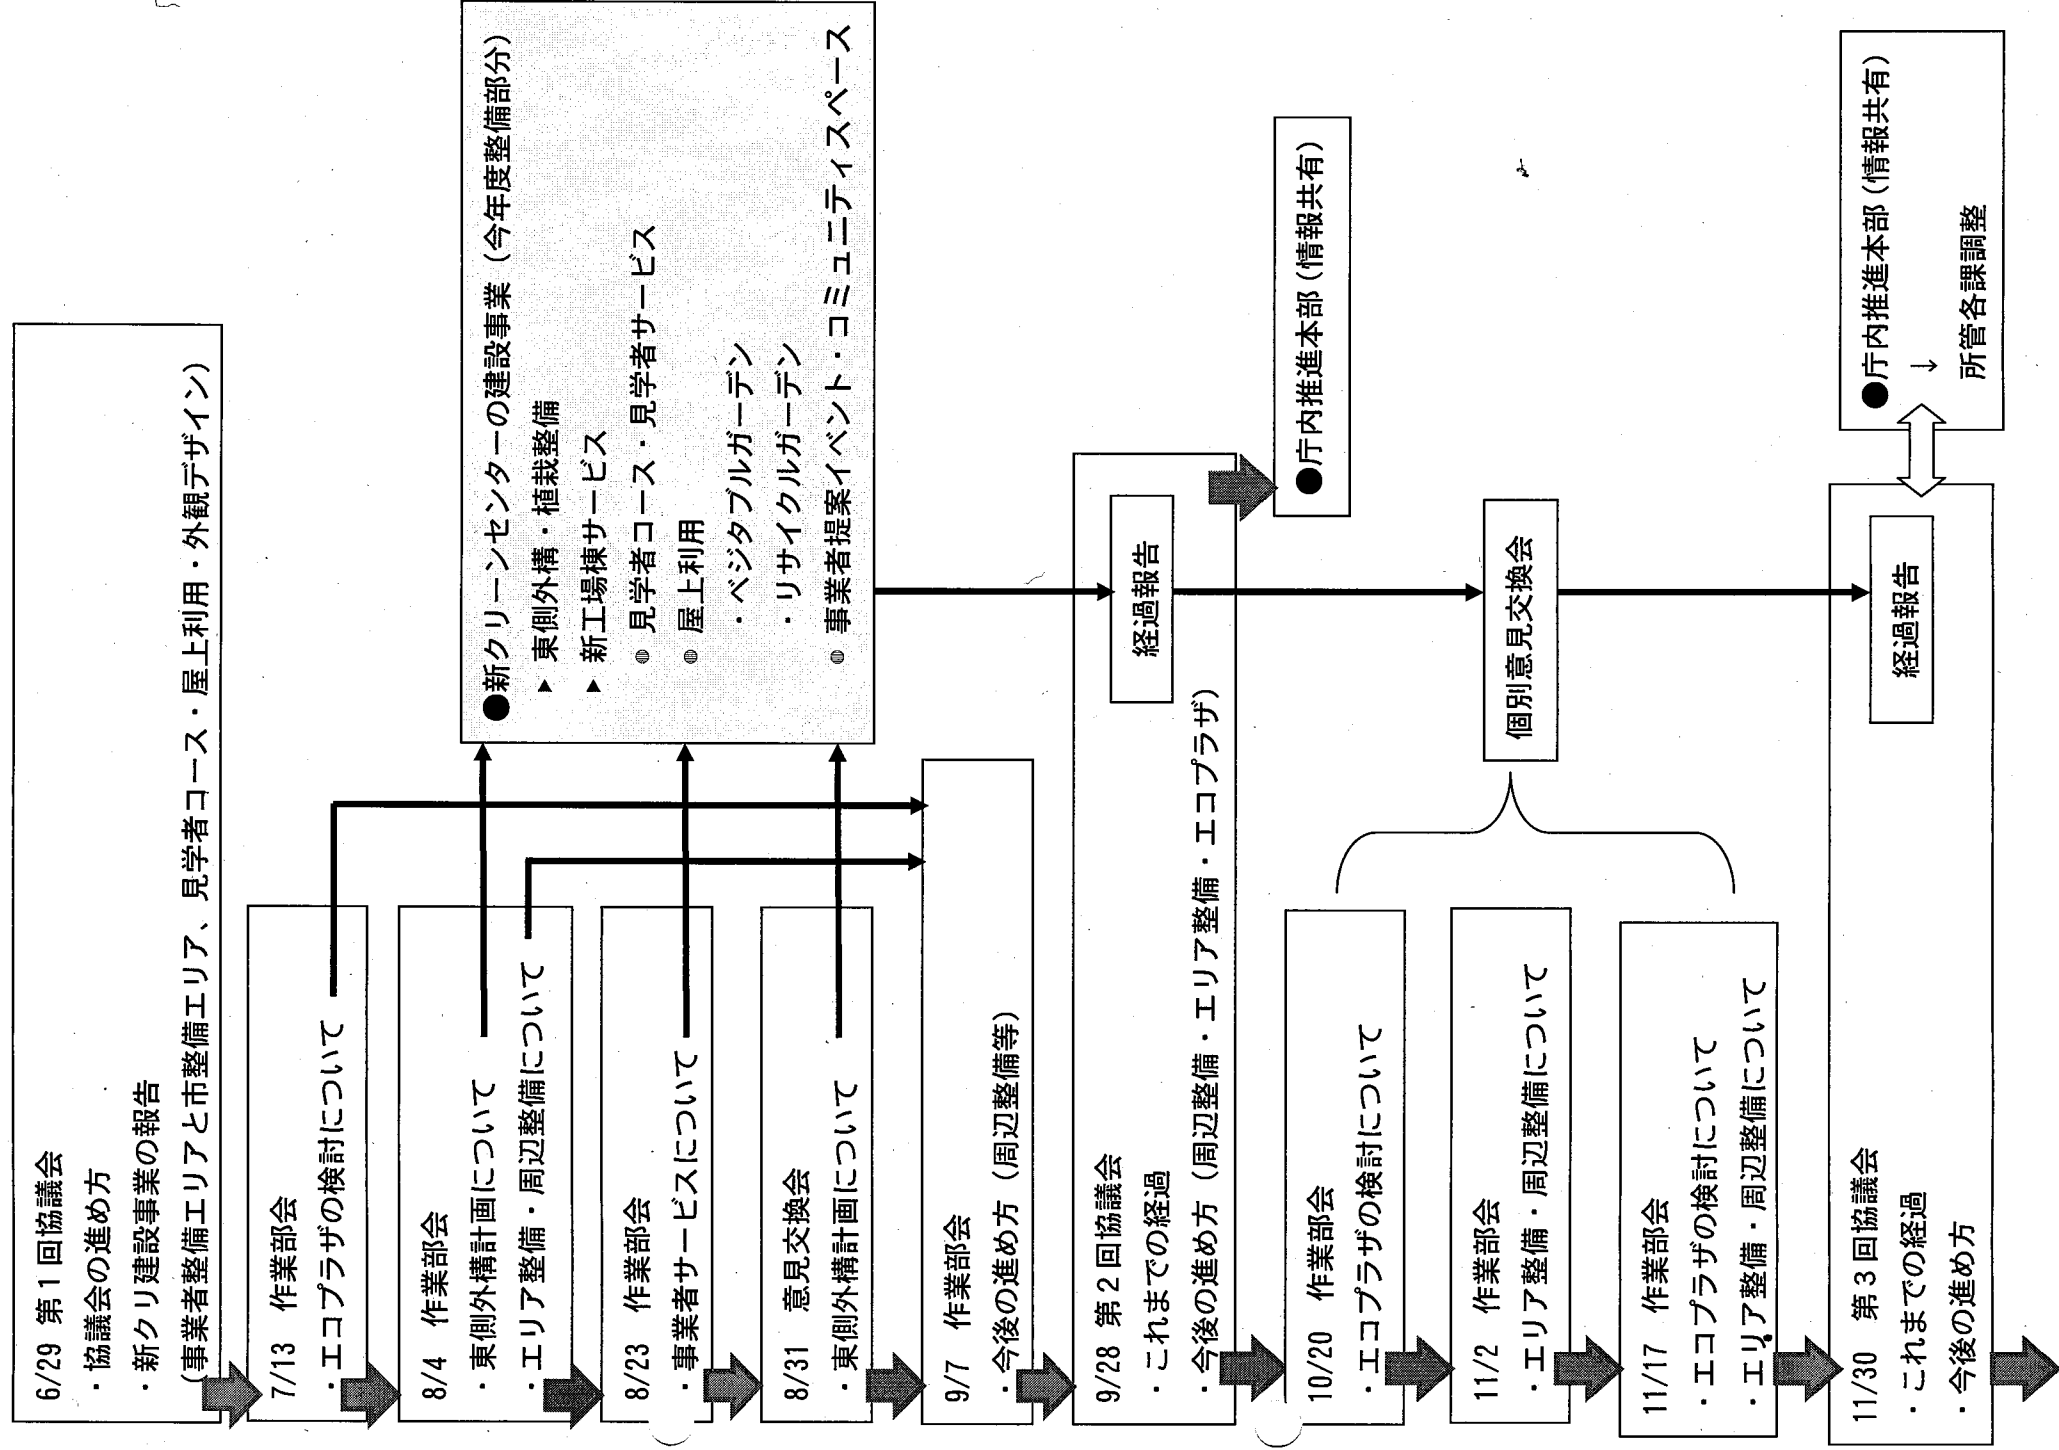 6/29 第1回協議会
・協議会の進め方
・新クリ建設事業の報告
(事業者整備エリアと市整備エリア、見学者コース・屋上利用・外観デザイン)
7/13 作業部会
・エコプラザの検討について
8/4 作業部会
・東側外構計画について
・エリア整備・周辺整備について
8/23 作業部会
・事業者サービスについて
8/31 意見交換会
・東側外構計画について
●新クリーンセンターの建設事業（今年度整備部分）
▶ 東側外構・植栽整備
▶ 新工場棟サービス
● 見学者コース・見学者サービス
● 屋上利用
・ベジタブルガーデン
・リサイクルガーデン
● 事業者提案イベント・コミュニティスペース
9/7 作業部会
・今後の進め方（周辺整備等）
9/28 第2回協議会
・これまでの経過
・今後の進め方（周辺整備・エリア整備・エコプラザ）
経過報告
●庁内推進本部（情報共有）
10/20 作業部会
・エコプラザの検討について
11/2 作業部会
・エリア整備・周辺整備について
11/17 作業部会
・エコプラザの検討について
・エリア整備・周辺整備について
個別意見交換会
11/30 第3回協議会
・これまでの経過
・今後の進め方
経過報告
●庁内推進本部（情報共有）
↓
所管各課調整